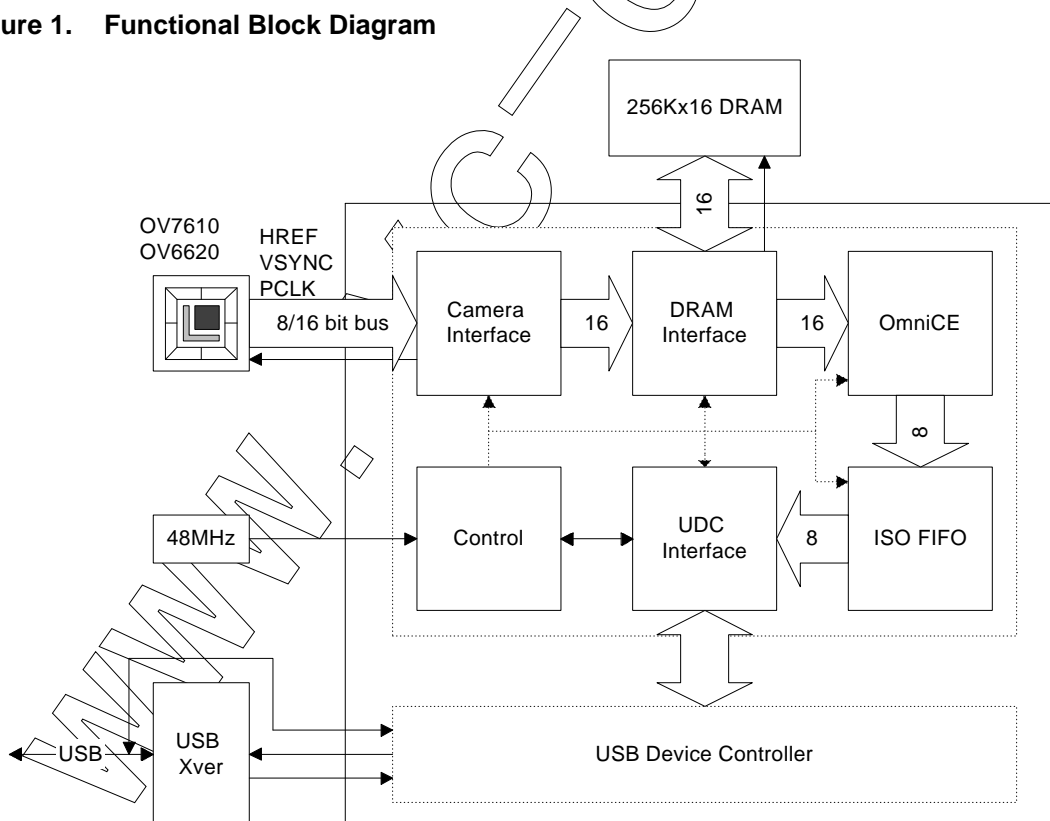 ure 1. Functional Block Diagram
256Kx16 DRAM
16
OV7610
OV6620
HREF
VSYNC
PCLK
8/16 bit bus
Camera
Interface
16
DRAM
Interface
16
OmniCE
8
48MHz
Control
UDC
Interface
8
ISO FIFO
USB
USB
Xver
USB Device Controller